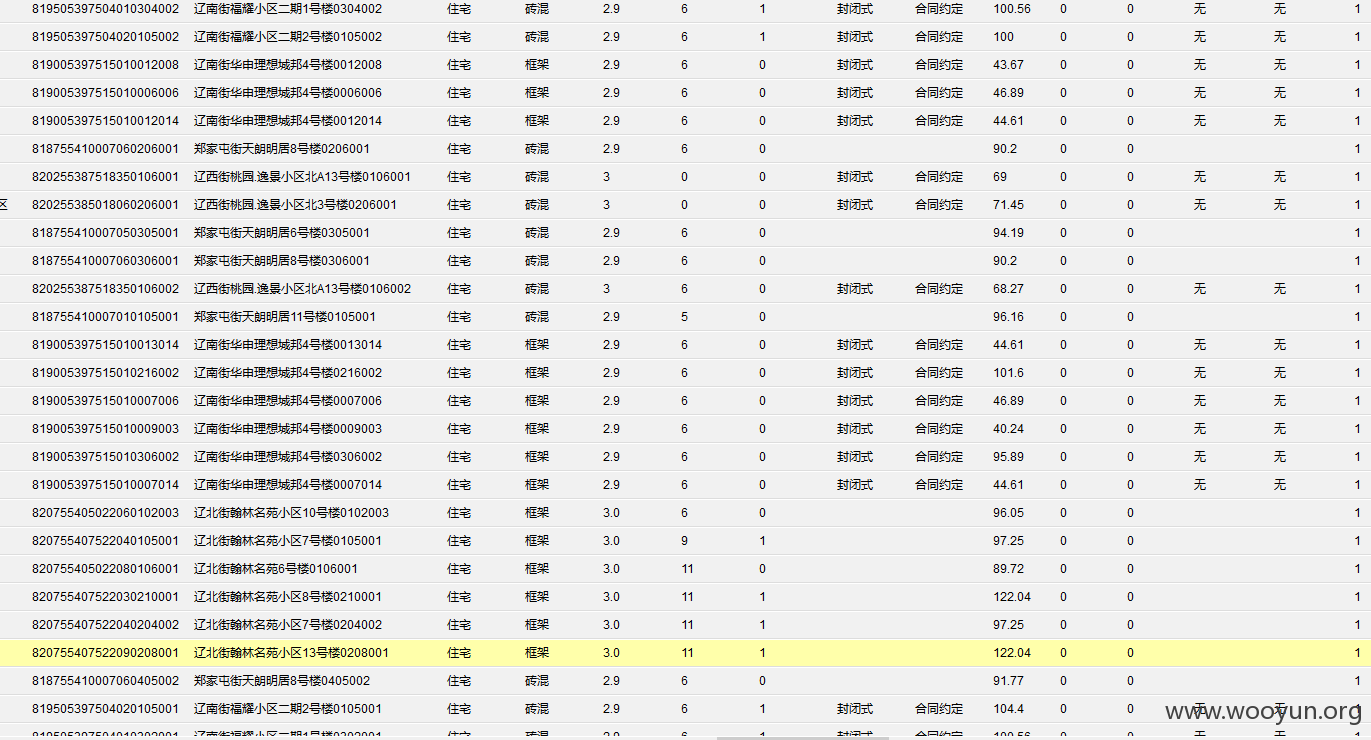 819505397504010304002 辽南街福耀小区二期1号楼0304002 住宅 砖混 2.9 6 1 封闭式 合同约定 100.56 0 0 无 无 1
819505397504020105002 辽南街福耀小区二期2号楼0105002 住宅 砖混 2.9 6 1 封闭式 合同约定 100 0 0 无 无 1
819005397515010012008 辽南街华申理想城邦4号楼0012008 住宅 框架 2.9 6 0 封闭式 合同约定 43.67 0 0 无 无 1
819005397515010006006 辽南街华申理想城邦4号楼0006006 住宅 框架 2.9 6 0 封闭式 合同约定 46.89 0 0 无 无 1
819005397515010012014 辽南街华申理想城邦4号楼0012014 住宅 框架 2.9 6 0 封闭式 合同约定 44.61 0 0 无 无 1
818755410007060206001 郑家屯街天朗明居8号楼0206001 住宅 砖混 2.9 6 0 90.2 0 0 1
820255387518350106001 辽西街桃园.逸景小区北A13号楼0106001 住宅 砖混 3 0 0 封闭式 合同约定 69 0 0 无 无 1
区 820255385018060206001 辽西街桃园.逸景小区北3号楼0206001 住宅 砖混 3 0 0 封闭式 合同约定 71.45 0 0 无 无 1
818755410007050305001 郑家屯街天朗明居6号楼0305001 住宅 砖混 2.9 6 0 94.19 0 0 1
818755410007060306001 郑家屯街天朗明居8号楼0306001 住宅 砖混 2.9 6 0 90.2 0 0 1
820255387518350106002 辽西街桃园.逸景小区北A13号楼0106002 住宅 砖混 3 6 0 封闭式 合同约定 68.27 0 0 无 无 1
818755410007010105001 郑家屯街天朗明居11号楼0105001 住宅 砖混 2.9 5 0 96.16 0 0 1
819005397515010013014 辽南街华申理想城邦4号楼0013014 住宅 框架 2.9 6 0 封闭式 合同约定 44.61 0 0 无 无 1
819005397515010216002 辽南街华申理想城邦4号楼0216002 住宅 框架 2.9 6 0 封闭式 合同约定 101.6 0 0 无 无 1
819005397515010007006 辽南街华申理想城邦4号楼0007006 住宅 框架 2.9 6 0 封闭式 合同约定 46.89 0 0 无 无 1
819005397515010009003 辽南街华申理想城邦4号楼0009003 住宅 框架 2.9 6 0 封闭式 合同约定 40.24 0 0 无 无 1
819005397515010306002 辽南街华申理想城邦4号楼0306002 住宅 框架 2.9 6 0 封闭式 合同约定 95.89 0 0 无 无 1
819005397515010007014 辽南街华申理想城邦4号楼0007014 住宅 框架 2.9 6 0 封闭式 合同约定 44.61 0 0 无 无 1
820755405022060102003 辽北街翰林名苑小区10号楼0102003 住宅 框架 3.0 6 0 96.05 0 0 1
820755407522040105001 辽北街翰林名苑小区7号楼0105001 住宅 框架 3.0 9 1 97.25 0 0 1
820755405022080106001 辽北街翰林名苑6号楼0106001 住宅 框架 3.0 11 0 89.72 0 0 1
820755407522030210001 辽北街翰林名苑小区8号楼0210001 住宅 框架 3.0 11 1 122.04 0 0 1
820755407522040204002 辽北街翰林名苑小区7号楼0204002 住宅 框架 3.0 11 1 97.25 0 0 1
820755407522090208001 辽北街翰林名苑小区13号楼0208001 住宅 框架 3.0 11 1 122.04 0 0 1
818755410007060405002 郑家屯街天朗明居8号楼0405002 住宅 砖混 2.9 6 0 91.77 0 0 1
819505397504020105001 辽南街福耀小区二期2号楼0105001 住宅 砖混 2.9 6 1 封闭式 合同约定 104.4 0 0 无 无 1
www.wooyun.org
819505397504010302001 辽南街福耀小区二期1号楼0302001 住宅 砖混 2.9 6 1 封闭式 合同约定 100.56 0 0 无 无 1